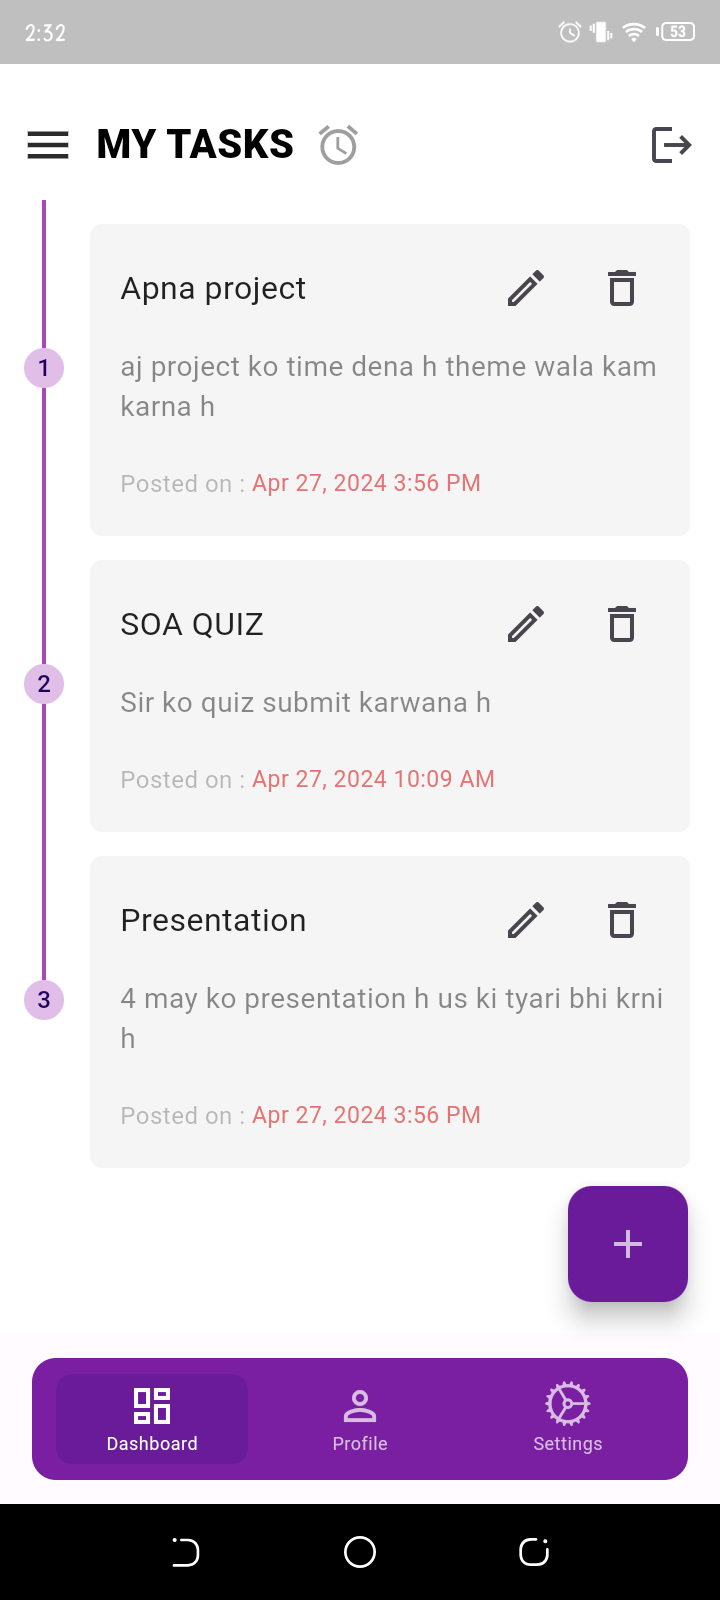 2:32
53
MY TASKS
Apna project
1
aj project ko time dena h theme wala kam
karna h
Posted on : Apr 27, 2024 3:56 PM
SOA QUIZ
2
Sir ko quiz submit karwana h
Posted on : Apr 27, 2024 10:09 AM
Presentation
3
4 may ko presentation h us ki tyari bhi krni
h
Posted on : Apr 27, 2024 3:56 PM
+
Dashboard
Profile
Settings